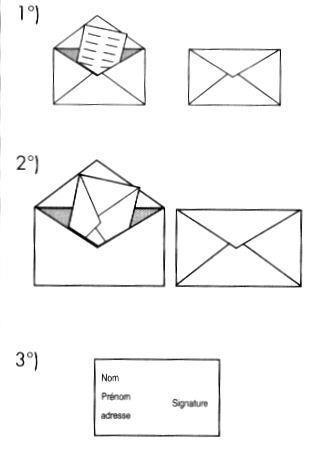 1°)
2°)
3°)
Nom
Prénom
Signature
adresse